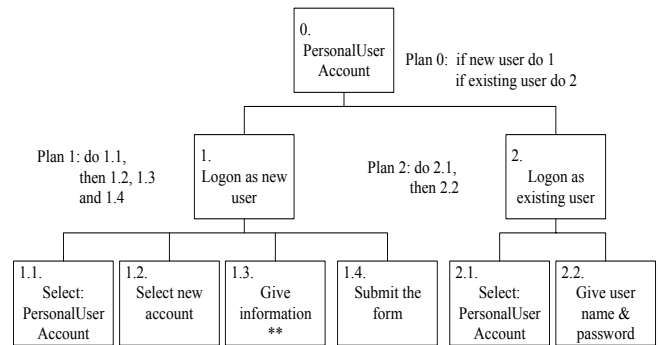 0.
PersonalUser
Account
Plan 0: if new user do 1
if existing user do 2
Plan 1: do 1.1,
then 1.2, 1.3
and 1.4
1.
Logon as new
user
Plan 2: do 2.1,
then 2.2
2.
Logon as
existing user
1.1.
Select:
PersonalUser
Account
1.2.
Select new
account
1.3.
Give
information
**
1.4.
Submit the
form
2.1.
Select:
PersonalUser
Account
2.2.
Give user
name &
password